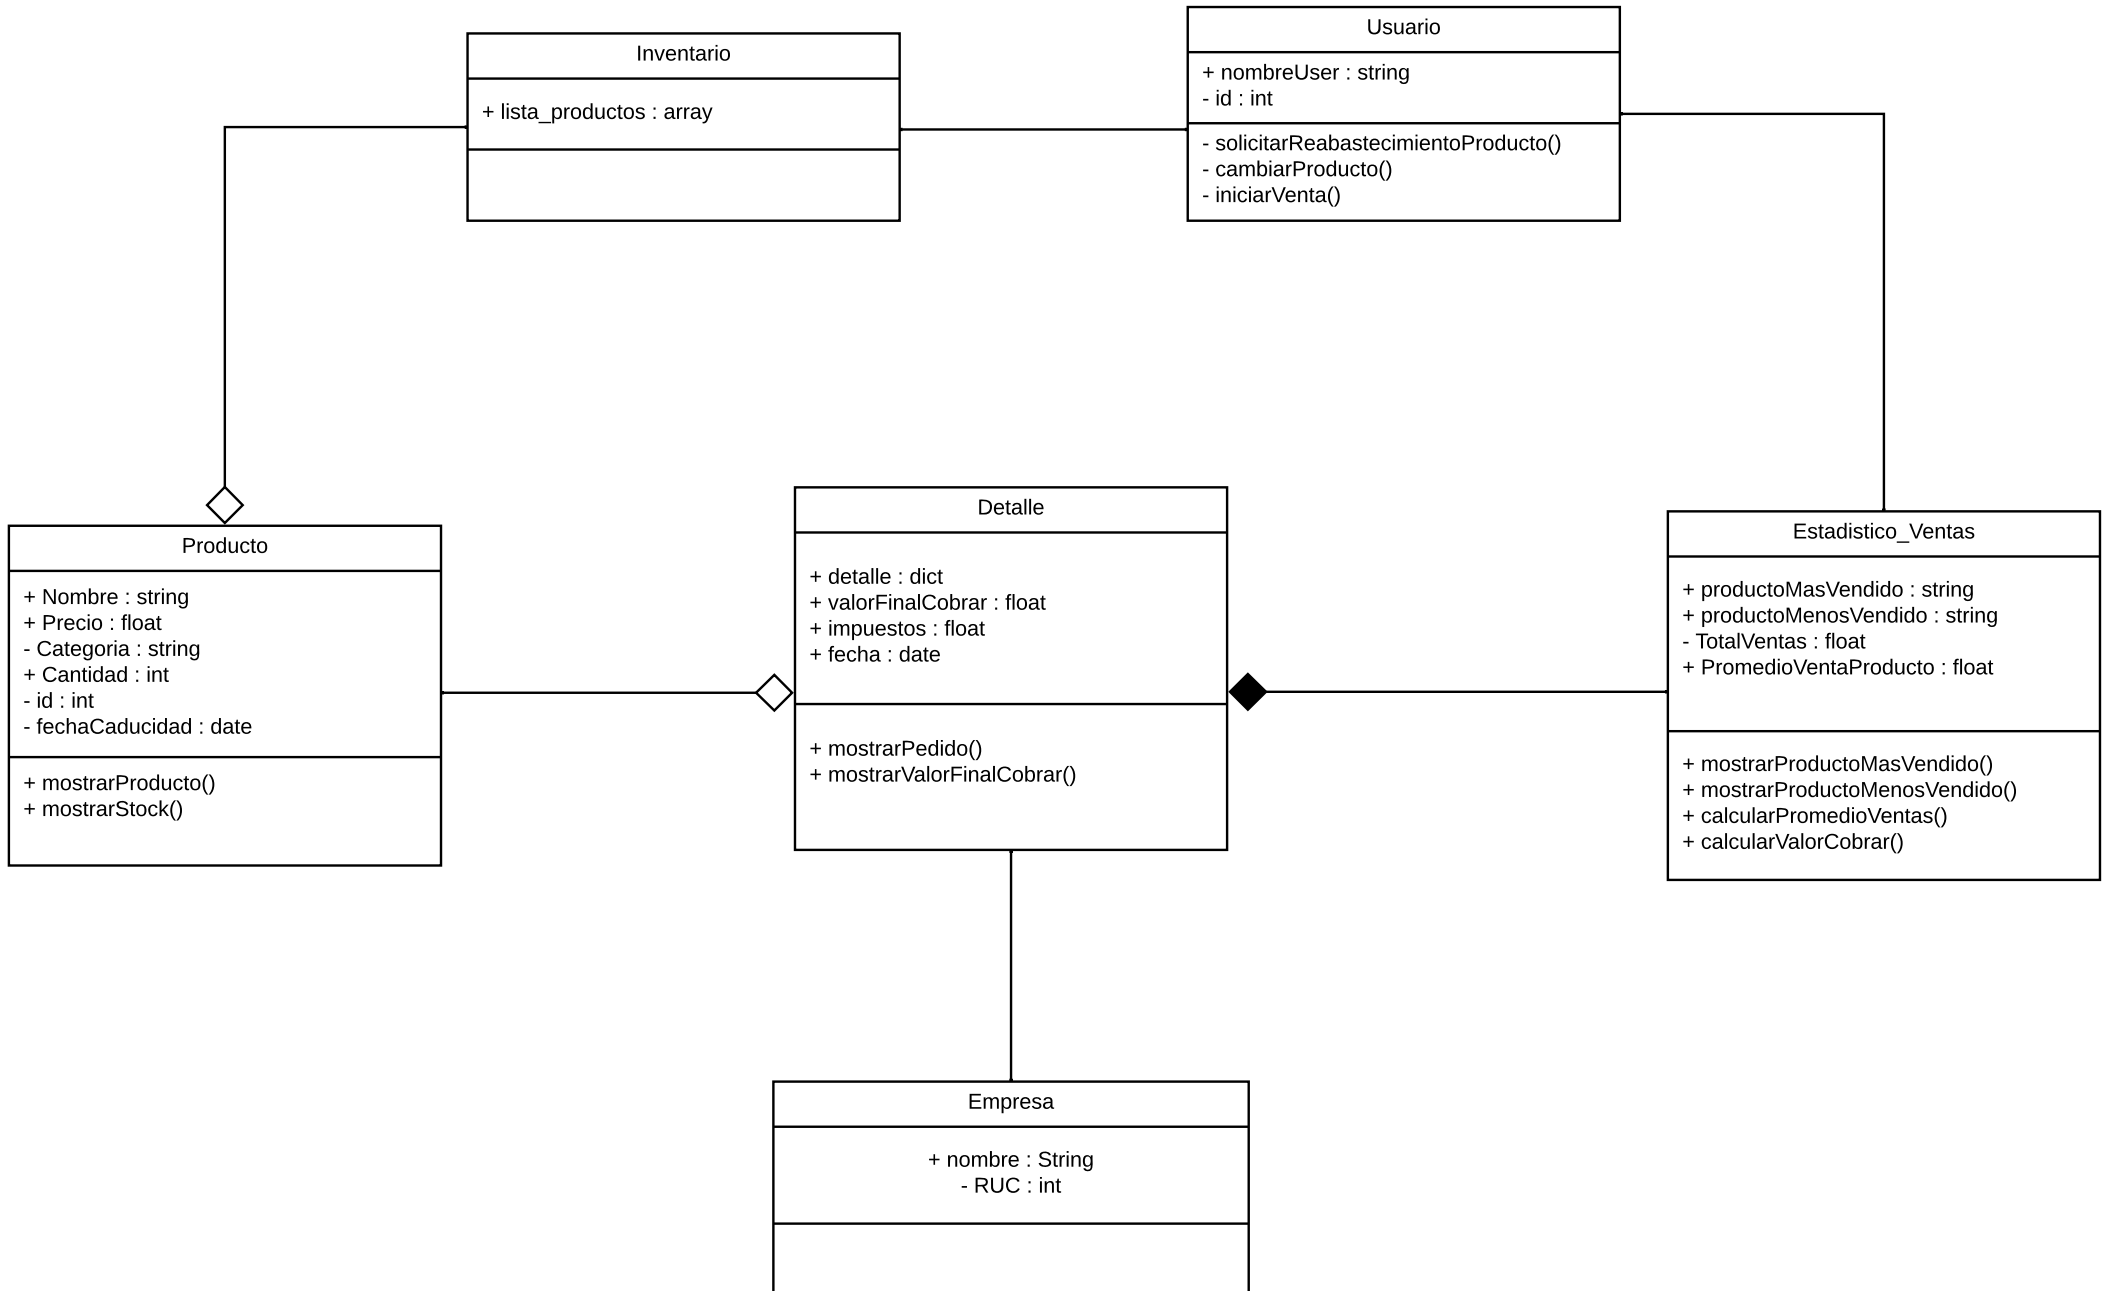 Inventario
+ lista_productos : array
Usuario
+ nombreUser : string
- id : int
- solicitarReabastecimientoProducto()
- cambiarProducto()
- iniciarVenta()
Producto
+ Nombre : string
+ Precio : float
- Categoria : string
+ Cantidad : int
- id : int
- fechaCaducidad : date
+ mostrarProducto()
+ mostrarStock()
Detalle
+ detalle : dict
+ valorFinalCobrar : float
+ impuestos : float
+ fecha : date
+ mostrarPedido()
+ mostrarValorFinalCobrar()
Estadistico_Ventas
+ productoMasVendido : string
+ productoMenosVendido : string
- TotalVentas : float
+ PromedioVentaProducto : float
+ mostrarProductoMasVendido()
+ mostrarProductoMenosVendido()
+ calcularPromedioVentas()
+ calcularValorCobrar()
Empresa
+ nombre : String
- RUC : int